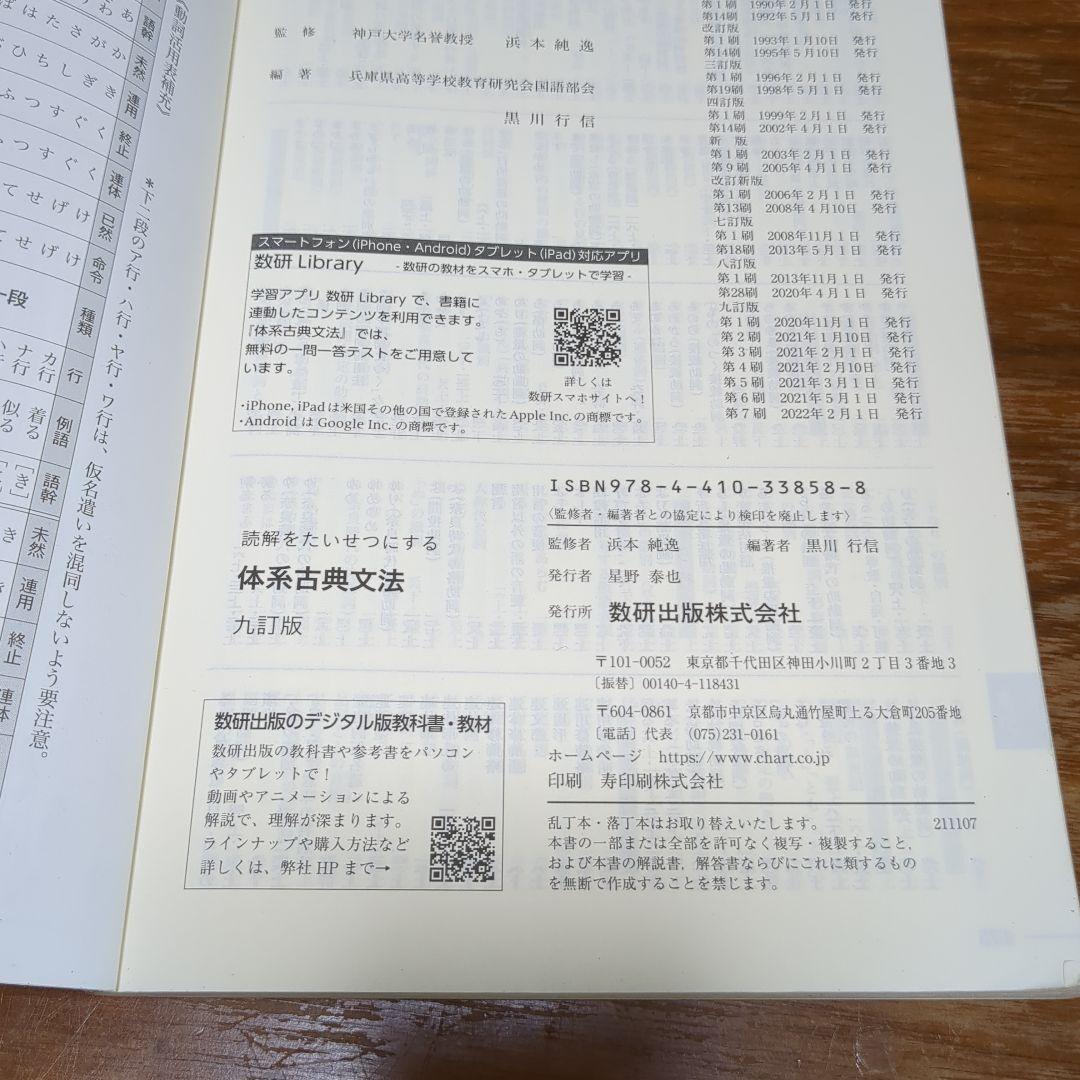 監修 神戸大学名誉教授 浜本純逸
編著 兵庫県高等学校教育研究会国語部会
黒川行信
第1刷 1990年2月1日 発行
第14刷 1992年5月1日 発行
改訂版
第1刷 1993年1月10日 発行
第14刷 1995年5月10日 発行
三訂版
第1刷 1996年2月1日 発行
第19刷 1998年5月1日 発行
四訂版
第1刷 1999年2月1日 発行
第14刷 2002年4月1日 発行
新版
第1刷 2003年2月1日 発行
第9刷 2005年4月1日 発行
改訂新版
第1刷 2006年2月1日 発行
第13刷 2008年4月10日 発行
七訂版
第1刷 2008年11月1日 発行
第18刷 2013年5月1日 発行
八訂版
第1刷 2013年11月1日 発行
第28刷 2020年4月1日 発行
九訂版
第1刷 2020年11月1日 発行
第2刷 2021年1月10日 発行
第3刷 2021年2月1日 発行
第4刷 2021年2月10日 発行
第5刷 2021年3月1日 発行
第6刷 2021年5月1日 発行
第7刷 2022年2月1日 発行
スマートフォン(iPhone・Android)タブレット(iPad)対応アプリ
数研 Library -数研の教材をスマホ・タブレットで学習-
学習アプリ 数研 Library で、書籍に
連動したコンテンツを利用できます。
『体系古典文法』では、
無料の一問一答テストをご用意して
います。
詳しくは
数研スマホサイトへ！
・iPhone, iPad は米国その他の国で登録された Apple Inc. の商標です。
・Android は Google Inc. の商標です。
読解をたいせつにする
体系古典文法
九訂版
ISBN978-4-410-33858-8
〈監修者・編著者との協定により検印を廃止します〉
監修者 浜本 純逸 編著者 黒川 行信
発行者 星野 泰也
発行所 数研出版株式会社
〒101-0052 東京都千代田区神田小川町2丁目3番地3
〔振替〕00140-4-118431
〒604-0861 京都市中京区烏丸通竹屋町上る大倉町205番地
〔電話〕代表 (075)231-0161
ホームページ https://www.chart.co.jp
印刷 寿印刷株式会社
乱丁本・落丁本はお取り替えいたします。 211107
本書の一部または全部を許可なく複写・複製すること，
および本書の解説書，解答書ならびにこれに類するもの
を無断で作成することを禁じます。
数研出版のデジタル版教科書・教材
数研出版の教科書や参考書をパソコン
やタブレットで！
動画やアニメーションによる
解説で、理解が深まります。
ラインナップや購入方法など
詳しくは、弊社 HP まで→
《動詞活用表補充》
*下二段のア行・ハ行・ヤ行・ワ行は、仮名遣いを混同しないよう要注意。
語幹 未然 連用 終止 連体 已然 命令
種類 行 例語 語幹 未然 連用 終止 連体
カ行 着る
ナ行 似る